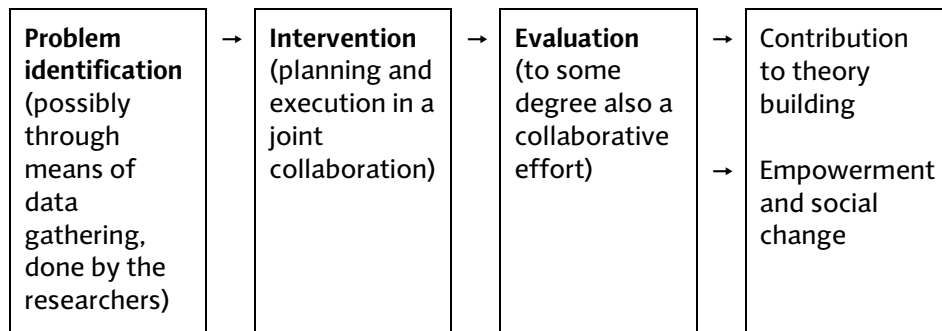 Problem
identification
(possibly
through
means of
data
gathering,
done by the
researchers)
→
Intervention
(planning and
execution in a
joint
collaboration)
→
Evaluation
(to some
degree also a
collaborative
effort)
→
Contribution
to theory
building
→
Empowerment
and social
change